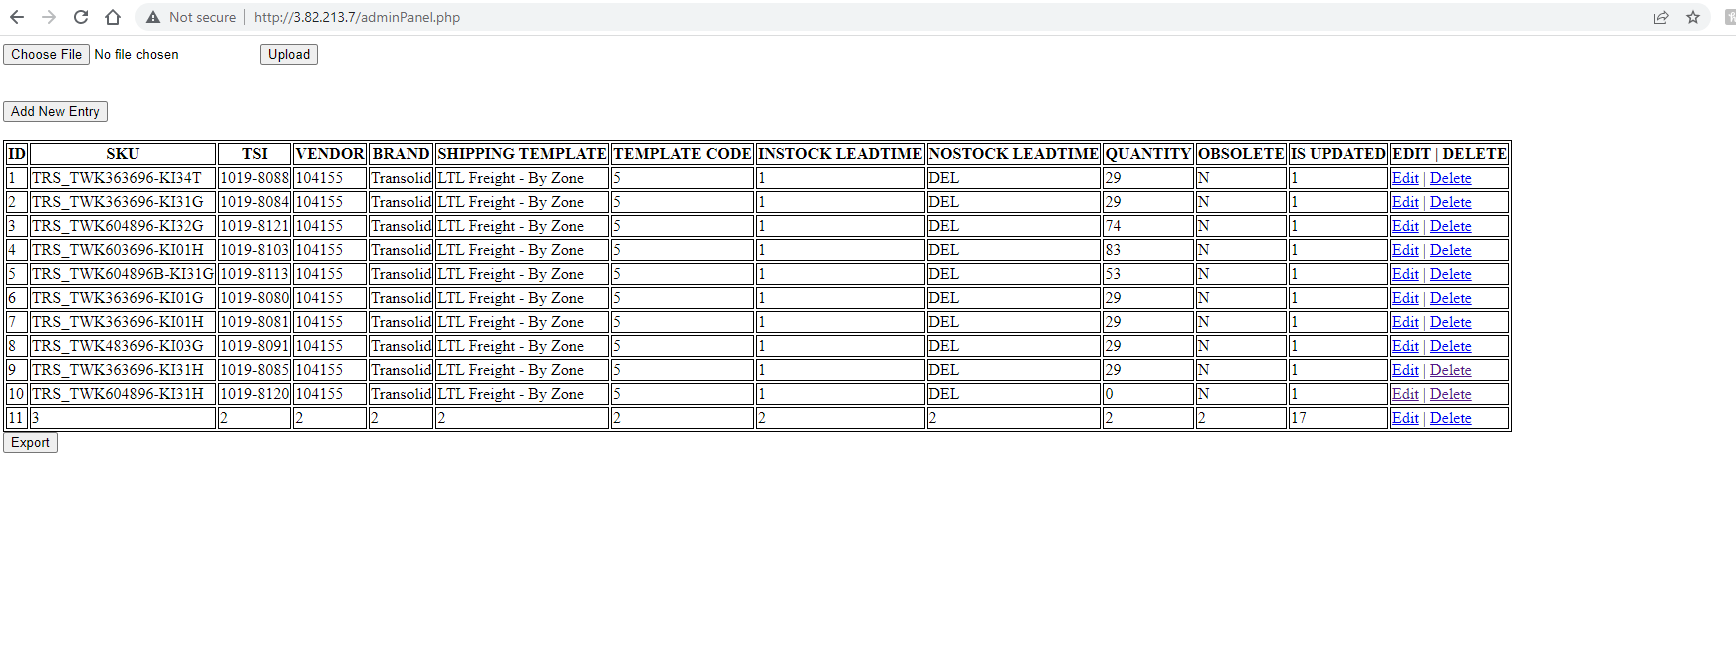 Not secure | http://3.82.213.7/adminPanel.php
Choose File No file chosen Upload
Add New Entry
ID SKU TSI VENDOR BRAND SHIPPING TEMPLATE TEMPLATE CODE INSTOCK LEADTIME NOSTOCK LEADTIME QUANTITY OBSOLETE IS UPDATED EDIT | DELETE
1 TRS_TWK363696-KI34T 1019-8088 104155 Transolid LTL Freight - By Zone 5 1 DEL 29 N 1 Edit | Delete
2 TRS_TWK363696-KI31G 1019-8084 104155 Transolid LTL Freight - By Zone 5 1 DEL 29 N 1 Edit | Delete
3 TRS_TWK604896-KI32G 1019-8121 104155 Transolid LTL Freight - By Zone 5 1 DEL 74 N 1 Edit | Delete
4 TRS_TWK603696-KI01H 1019-8103 104155 Transolid LTL Freight - By Zone 5 1 DEL 83 N 1 Edit | Delete
5 TRS_TWK604896B-KI31G 1019-8113 104155 Transolid LTL Freight - By Zone 5 1 DEL 53 N 1 Edit | Delete
6 TRS_TWK363696-KI01G 1019-8080 104155 Transolid LTL Freight - By Zone 5 1 DEL 29 N 1 Edit | Delete
7 TRS_TWK363696-KI01H 1019-8081 104155 Transolid LTL Freight - By Zone 5 1 DEL 29 N 1 Edit | Delete
8 TRS_TWK483696-KI03G 1019-8091 104155 Transolid LTL Freight - By Zone 5 1 DEL 29 N 1 Edit | Delete
9 TRS_TWK363696-KI31H 1019-8085 104155 Transolid LTL Freight - By Zone 5 1 DEL 29 N 1 Edit | Delete
10 TRS_TWK604896-KI31H 1019-8120 104155 Transolid LTL Freight - By Zone 5 1 DEL 0 N 1 Edit | Delete
11 3 2 2 2 2 2 2 2 2 2 17 Edit | Delete
Export